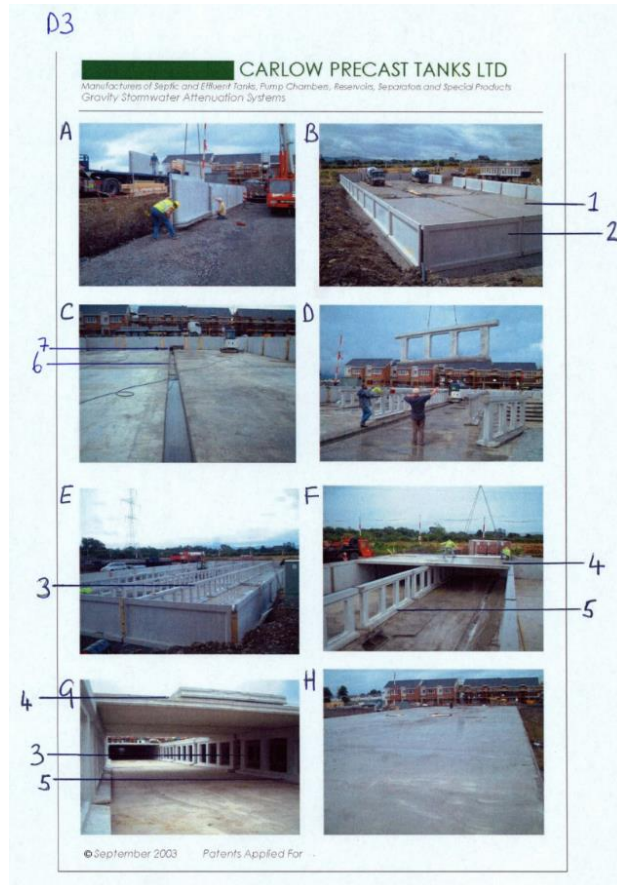 D3
CARLOW PRECAST TANKS LTD
Manufacturers of Septic and Effluent Tanks, Pump Chambers, Reservoirs, Separators and Special Products
Gravity Stormwater Attenuation Systems
A
B
1
2
C
D
7
6
E
F
3
4
5
G
H
4
3
5
© September 2003 Patents Applied For